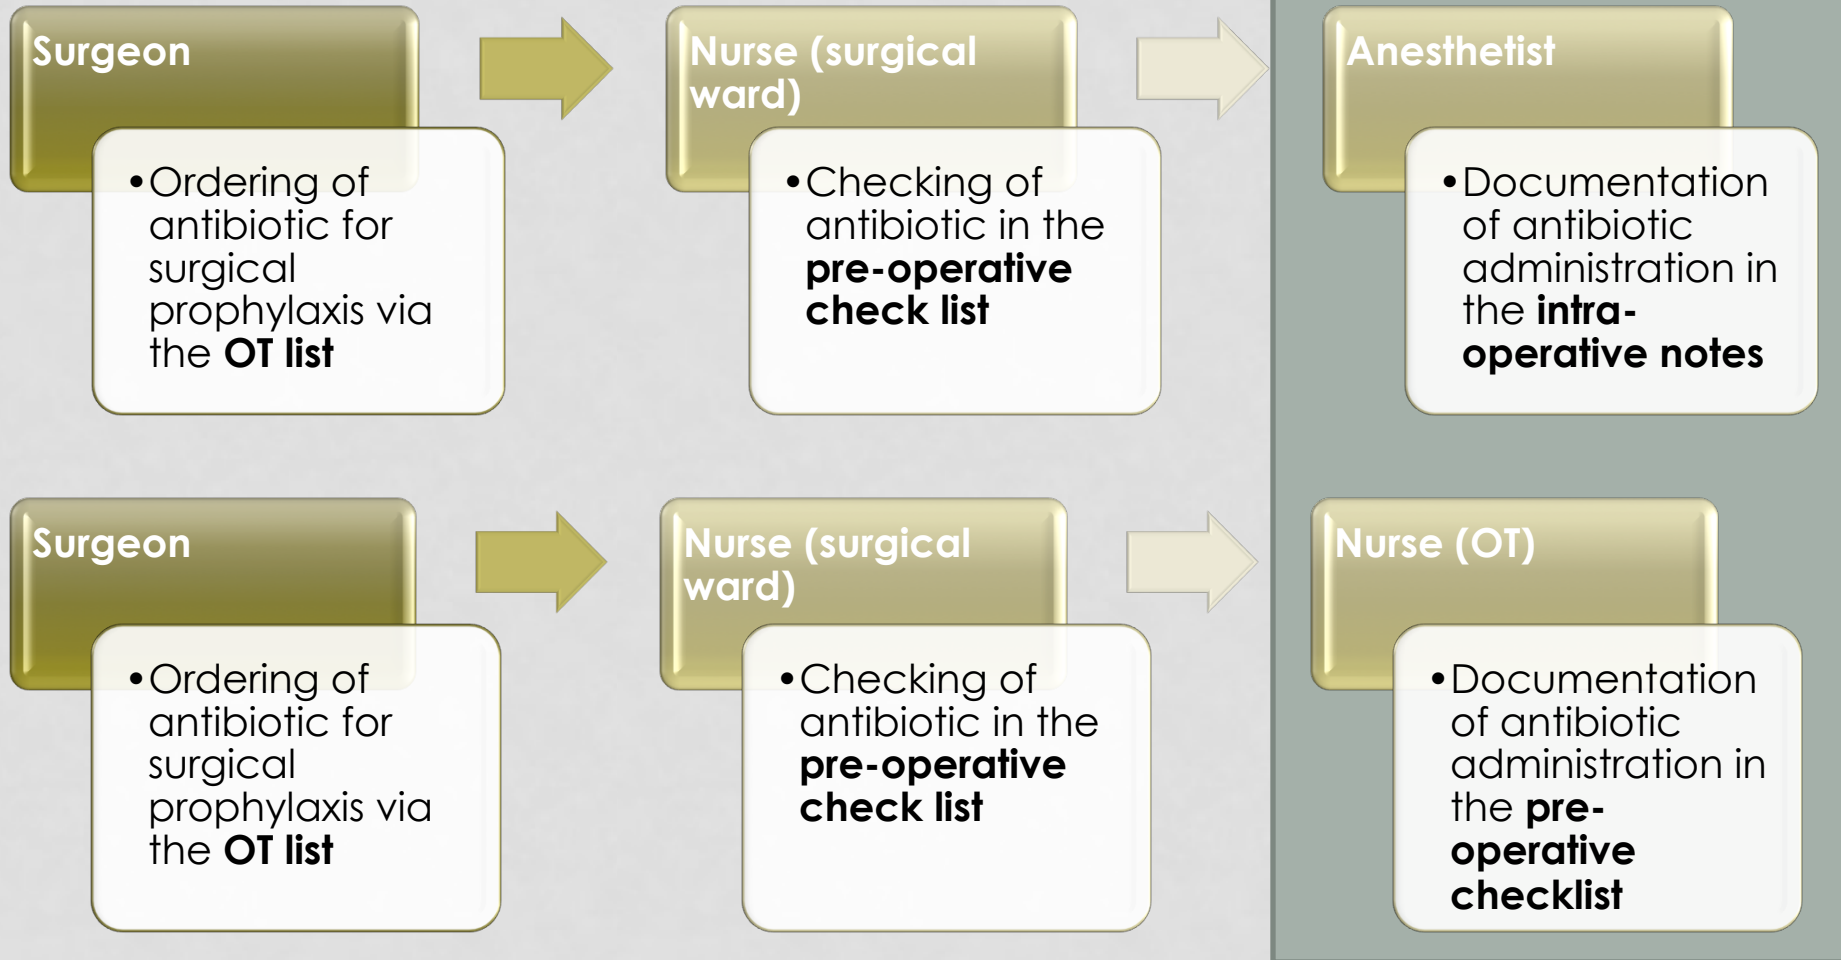 Surgeon
•Ordering of
antibiotic for
surgical
prophylaxis via
the OT list
Nurse (surgical
ward)
•Checking of
antibiotic in the
pre-operative
check list
Anesthetist
•Documentation
of antibiotic
administration in
the intra-
operative notes
Surgeon
•Ordering of
antibiotic for
surgical
prophylaxis via
the OT list
Nurse (surgical
ward)
•Checking of
antibiotic in the
pre-operative
check list
Nurse (OT)
•Documentation
of antibiotic
administration in
the pre-
operative
checklist